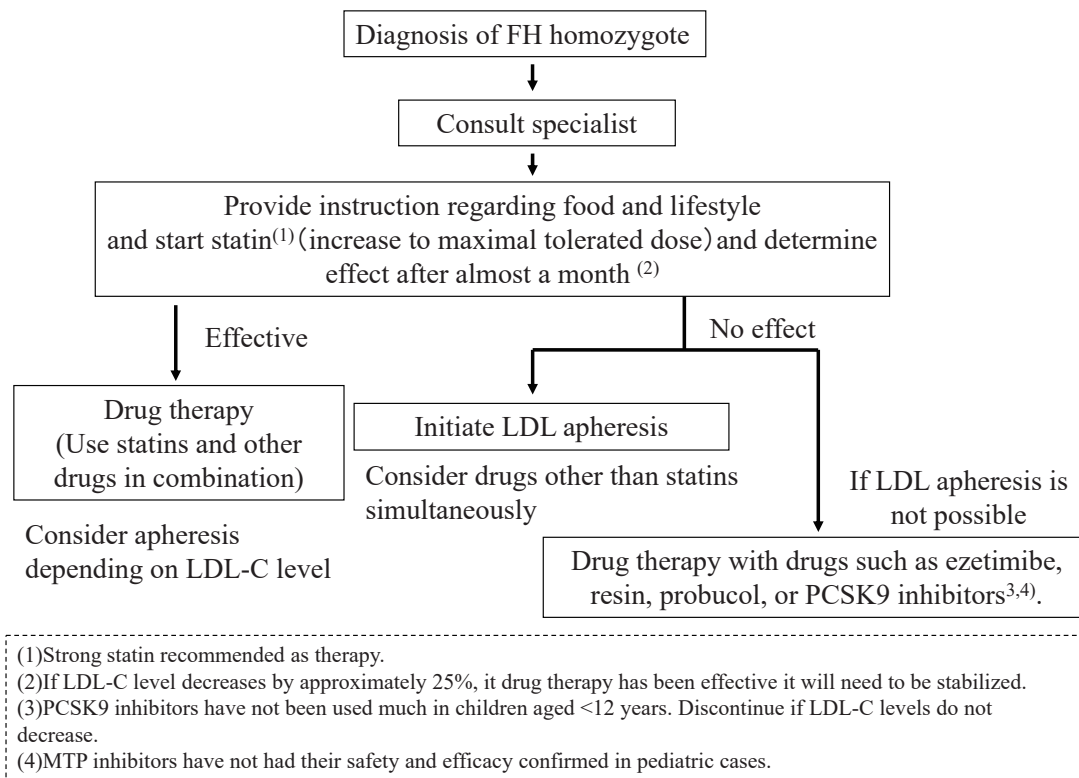 Diagnosis of FH homozygote
Consult specialist
Provide instruction regarding food and lifestyle
and start statin(1)（increase to maximal tolerated dose）and determine
effect after almost a month (2)
Effective
No effect
Drug therapy
(Use statins and other
drugs in combination)
Consider apheresis
depending on LDL-C level
Initiate LDL apheresis
Consider drugs other than statins
simultaneously
If LDL apheresis is
not possible
Drug therapy with drugs such as ezetimibe,
resin, probucol, or PCSK9 inhibitors3,4).
(1)Strong statin recommended as therapy.
(2)If LDL-C level decreases by approximately 25%, it drug therapy has been effective it will need to be stabilized.
(3)PCSK9 inhibitors have not been used much in children aged <12 years. Discontinue if LDL-C levels do not
decrease.
(4)MTP inhibitors have not had their safety and efficacy confirmed in pediatric cases.